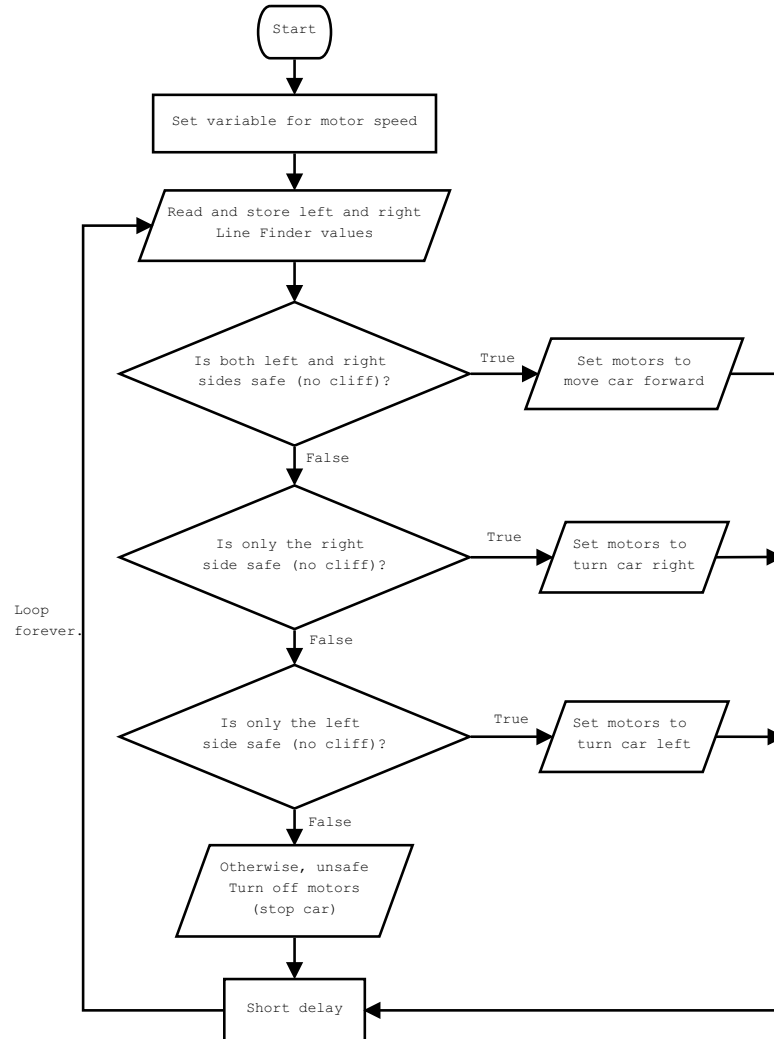 Start
Set variable for motor speed
Read and store left and right
Line Finder values
Is both left and right
sides safe (no cliff)?
True
Set motors to
move car forward
False
Is only the right
side safe (no cliff)?
True
Set motors to
turn car right
Loop
forever.
False
Is only the left
side safe (no cliff)?
True
Set motors to
turn car left
False
Otherwise, unsafe
Turn off motors
(stop car)
Short delay